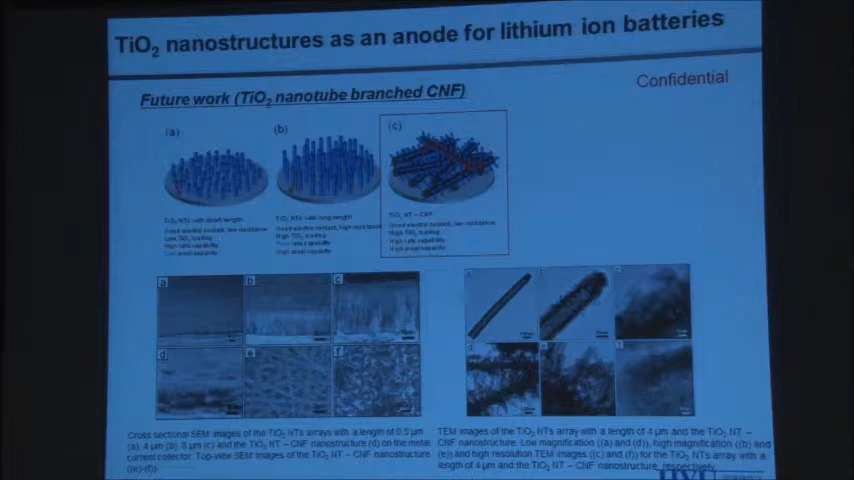 TiO2 nanostructures as an anode for lithium ion batteries
Confidential
Future work (TiO2 nanotube branched CNF)
(a)
(b)
(c)
TiO2 NTs with short length
Good electric contact, low resistance
Low TiO2 loading
High rate capability
Low areal capacity
TiO2 NTs with long length
Good electric contact, high resistance
High TiO2 loading
Poor rate capability
High areal capacity
TiO2 NT – CNF
Good electric contact, low resistance
High TiO2 loading
High rate capability
High areal capacity
a
b
c
d
e
f
d
Cross sectional SEM images of the TiO2 NTs arrays with a length of 0.5 μm
(a), 4 μm (b), 8 μm (c) and the TiO2 NT – CNF nanostructure (d) on the metal
current collector. Top-view SEM images of the TiO2 NT – CNF nanostructure
((e)-(f)).
TEM images of the TiO2 NTs array with a length of 4 μm and the TiO2 NT –
CNF nanostructure. Low magnification ((a) and (d)), high magnification ((b) and
(e)) and high resolution TEM images ((c) and (f)) for the TiO2 NTs array with a
length of 4 μm and the TiO2 NT – CNF nanostructure, respectively.